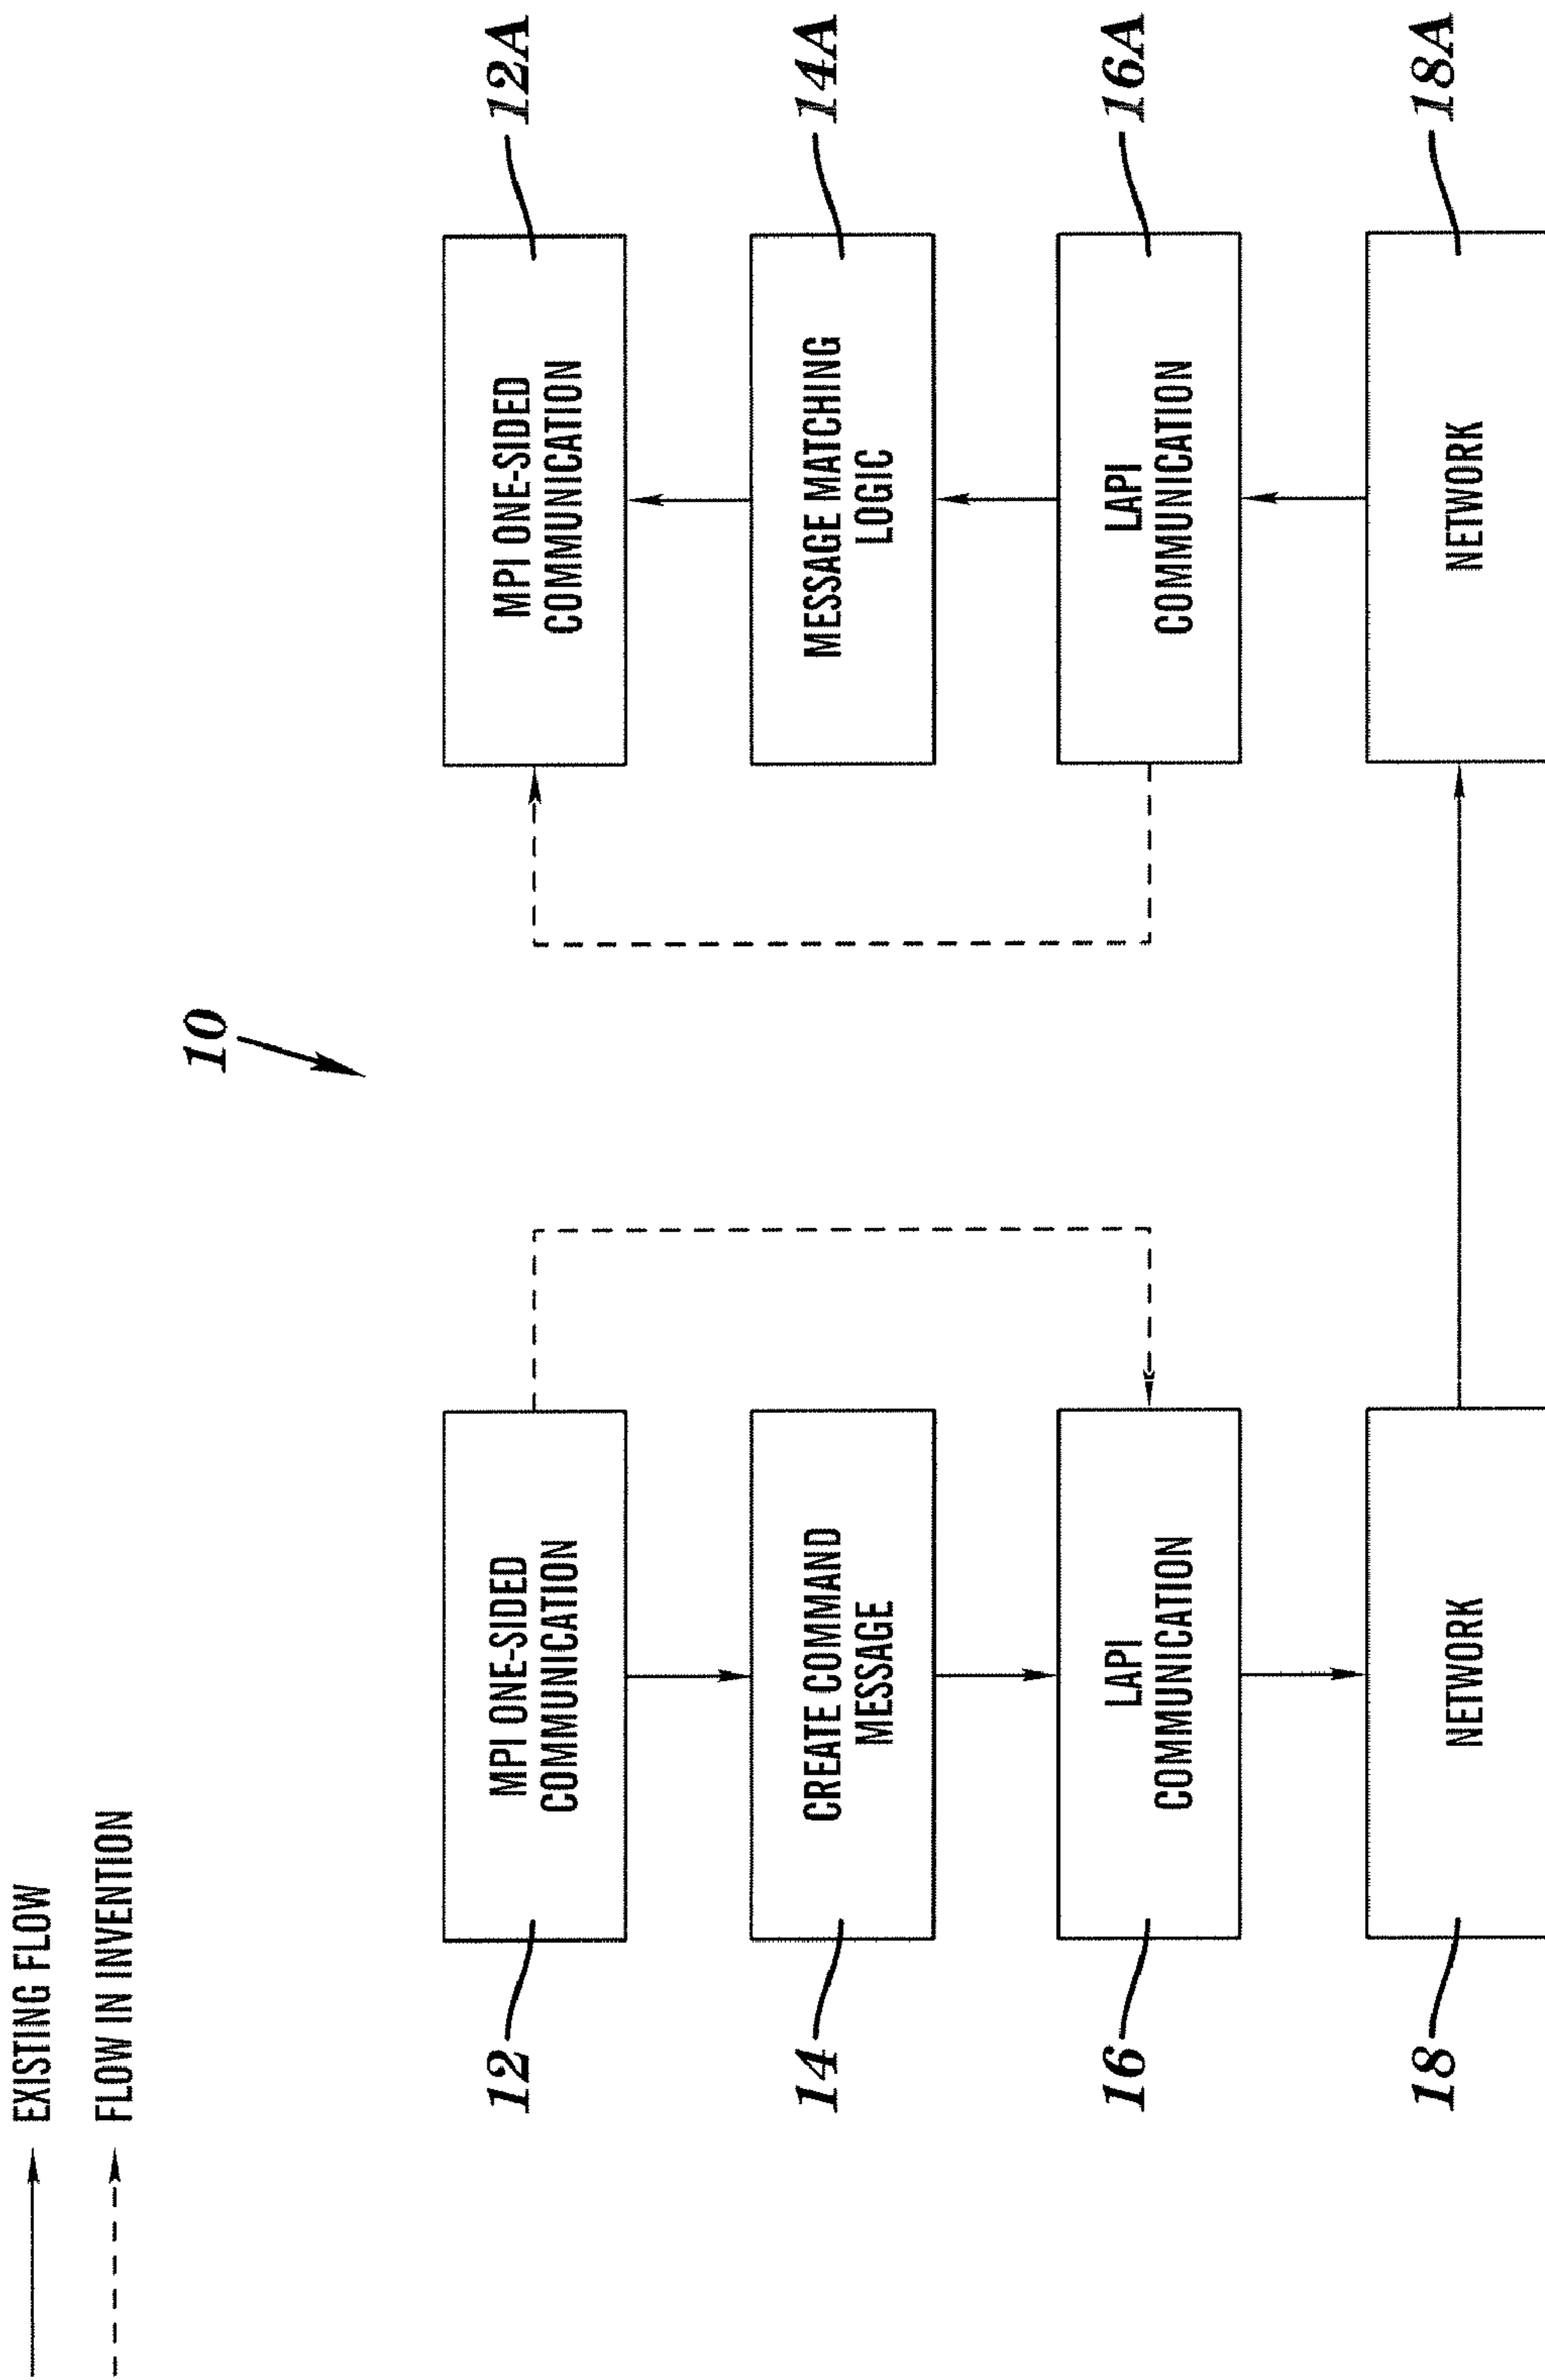 EXISTING FLOW
FLOW IN INVENTION
10
12
MPI ONE-SIDED
COMMUNICATION
14
CREATE COMMAND
MESSAGE
16
LAPI
COMMUNICATION
18
NETWORK
MPI ONE-SIDED
COMMUNICATION
12A
MESSAGE MATCHING
LOGIC
14A
LAPI
COMMUNICATION
16A
NETWORK
18A